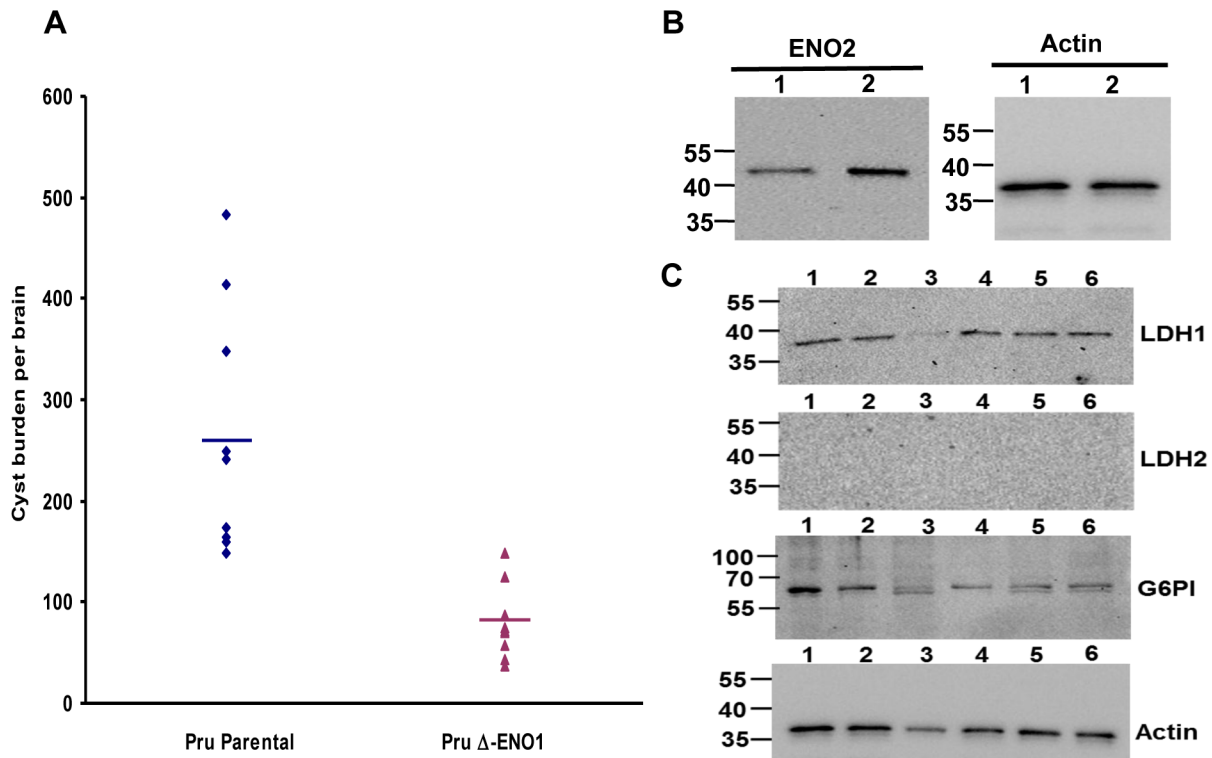 A
Cyst burden per brain
600
500
400
300
200
100
0
Pru Parental
Pru Δ-ENO1
B
ENO2
1 2
55
40
35
Actin
1 2
55
40
35
C
1 2 3 4 5 6
55
40
35
LDH1
1 2 3 4 5 6
55
40
35
LDH2
1 2 3 4 5 6
100
70
55
G6PI
1 2 3 4 5 6
55
40
35
Actin